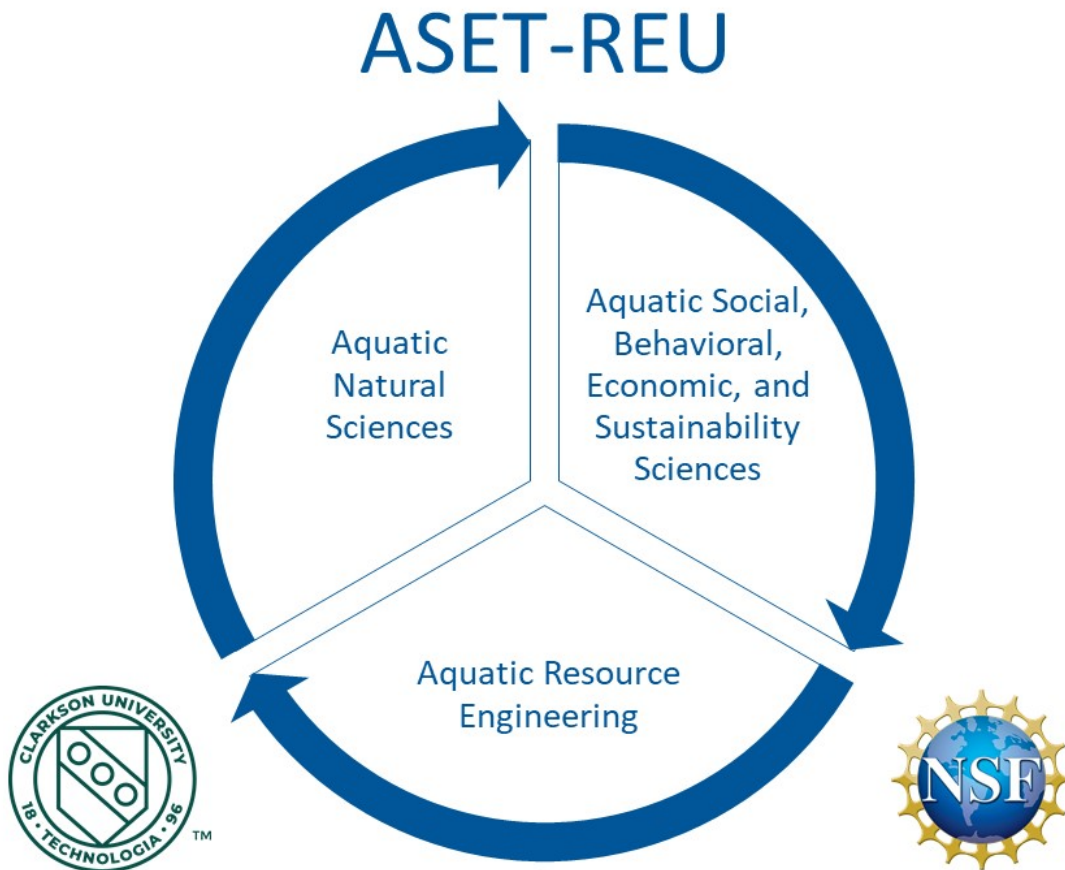 ASET-REU
Aquatic
Natural
Sciences
Aquatic Social,
Behavioral,
Economic, and
Sustainability
Sciences
Aquatic Resource
Engineering
CLARKSON UNIVERSITY
18 • TECHNOLOGIA • 96
TM
NSF